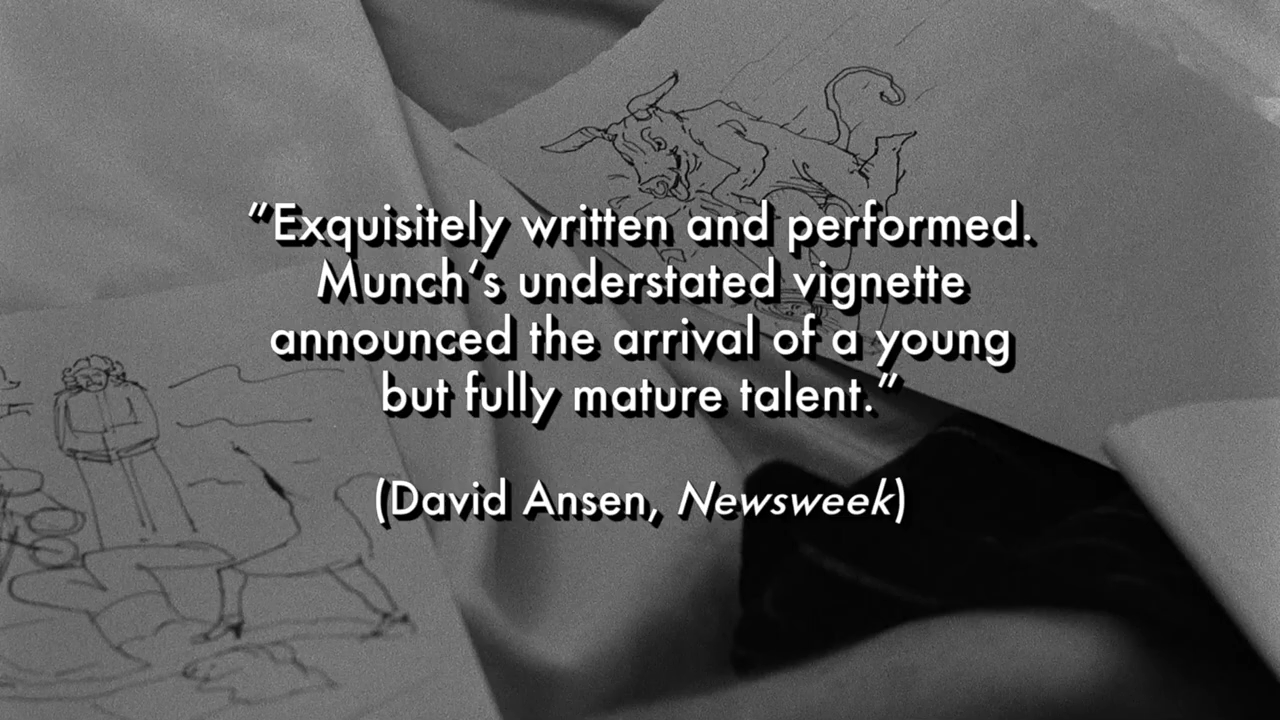 "Exquisitely written and performed.
Munch's understated vignette
announced the arrival of a young
but fully mature talent."
(David Ansen, Newsweek)